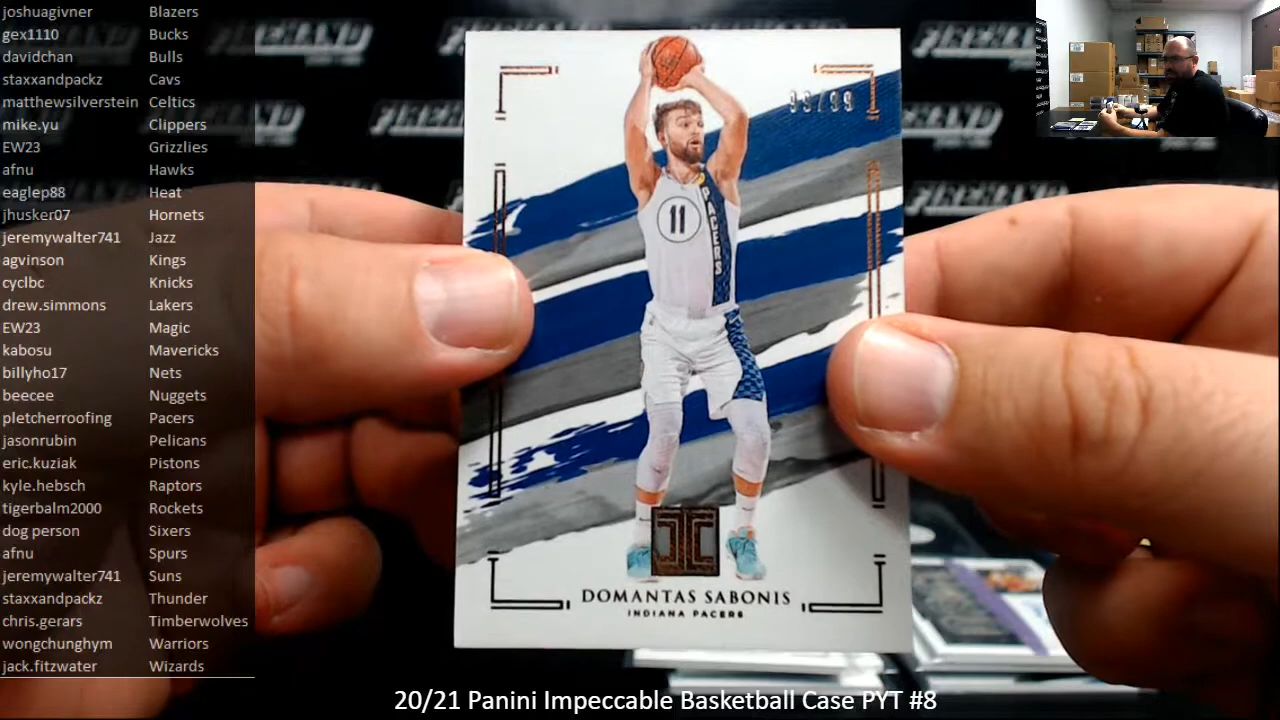 joshuagivner Blazers
gex1110 Bucks
davidchan Bulls
staxxandpackz Cavs
matthewsilverstein Celtics
mike.yu Clippers
EW23 Grizzlies
afnu Hawks
eaglep88 Heat
jhusker07 Hornets
jeremywalter741 Jazz
agvinson Kings
cyclbc Knicks
drew.simmons Lakers
EW23 Magic
kabosu Mavericks
billyho17 Nets
beecee Nuggets
pletcherroofing Pacers
jasonrubin Pelicans
eric.kuziak Pistons
kyle.hebsch Raptors
tigerbalm2000 Rockets
dog person Sixers
afnu Spurs
jeremywalter741 Suns
staxxandpackz Thunder
chris.gerars Timberwolves
wongchunghym Warriors
jack.fitzwater Wizards
FIREHAND
FIREHAND
11
PACERS
DOMANTAS SABONIS
INDIANA PACERS
20/21 Panini Impeccable Basketball Case PYT #8